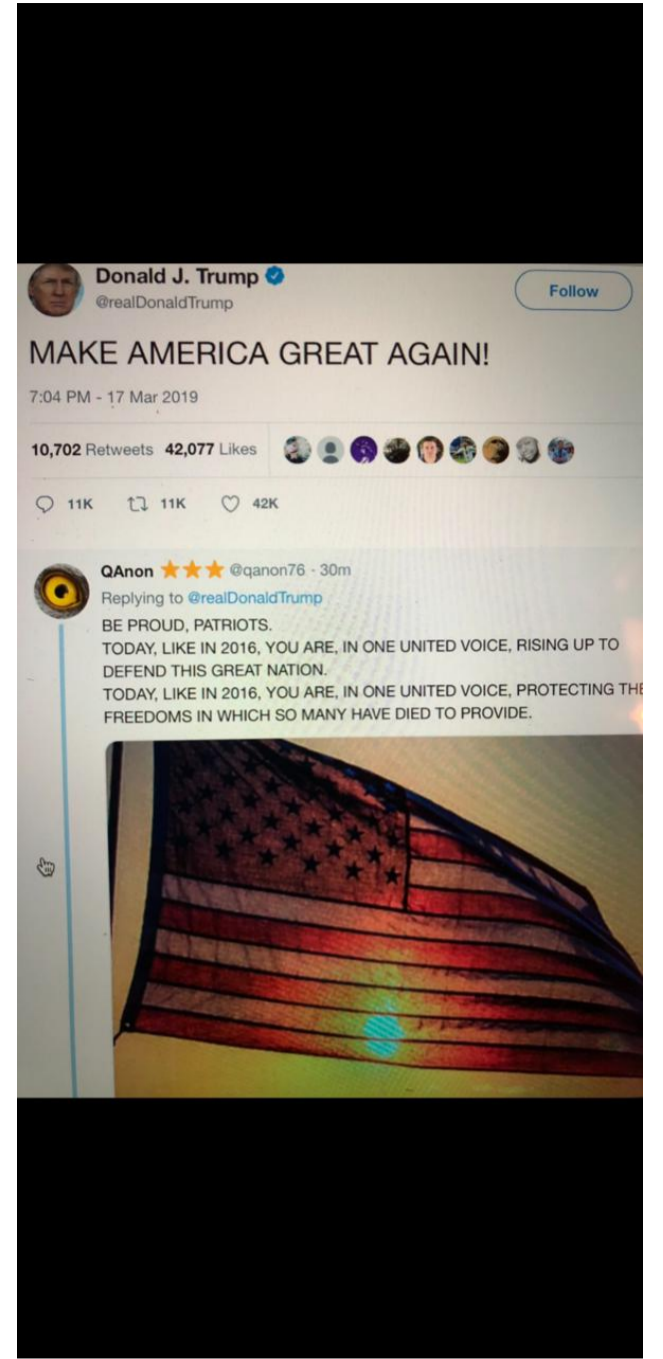 Donald J. Trump
@realDonaldTrump
Follow
MAKE AMERICA GREAT AGAIN!
7:04 PM - 17 Mar 2019
10,702 Retweets 42,077 Likes
11K 11K 42K
QAnon @qanon76 · 30m
Replying to @realDonaldTrump
BE PROUD, PATRIOTS.
TODAY, LIKE IN 2016, YOU ARE, IN ONE UNITED VOICE, RISING UP TO
DEFEND THIS GREAT NATION.
TODAY, LIKE IN 2016, YOU ARE, IN ONE UNITED VOICE, PROTECTING THE
FREEDOMS IN WHICH SO MANY HAVE DIED TO PROVIDE.